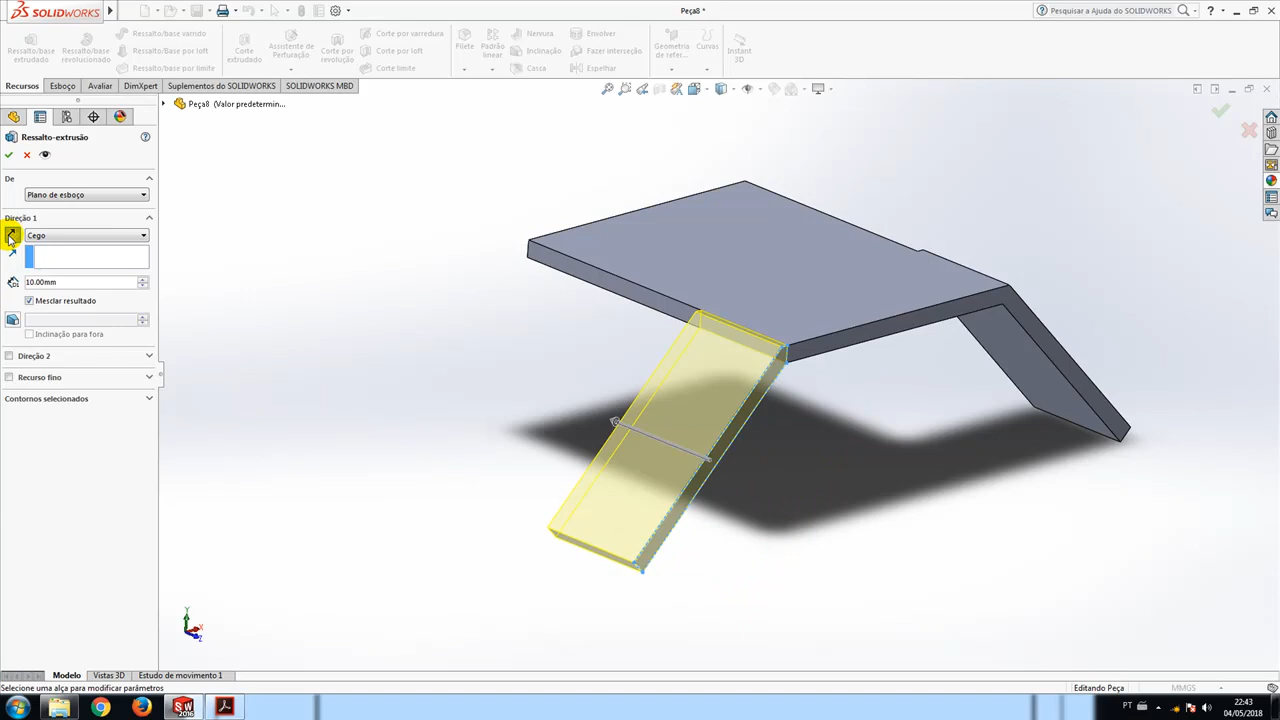 SOLIDWORKS
Peça8 *
Pesquisar a Ajuda do SOLIDWORKS
Ressalto/base extrudado
Ressalto/base revolucionado
Ressalto/base varrido
Ressalto/base por loft
Ressalto/base por limite
Corte extrudado
Assistente de Perfuração
Corte por revolução
Corte por varredura
Corte por loft
Corte limite
Filete
Padrão linear
Nervura
Inclinação
Casca
Envolver
Fazer interseção
Espelhar
Geometria de refer...
Curvas
Instant 3D
Recursos
Esboço
Avaliar
DimXpert
Suplementos do SOLIDWORKS
SOLIDWORKS MBD
Peça8 (Valor predetermin...
Ressalto-extrusão
De
Plano de esboço
Direção 1
Cego
10.00mm
Mesclar resultado
Inclinação para fora
Direção 2
Recurso fino
Contornos selecionados
Y
X
Z
Modelo
Vistas 3D
Estudo de movimento 1
Selecione uma alça para modificar parâmetros
Editando Peça
MMGS
SW
2016
PT
22:43
04/05/2018